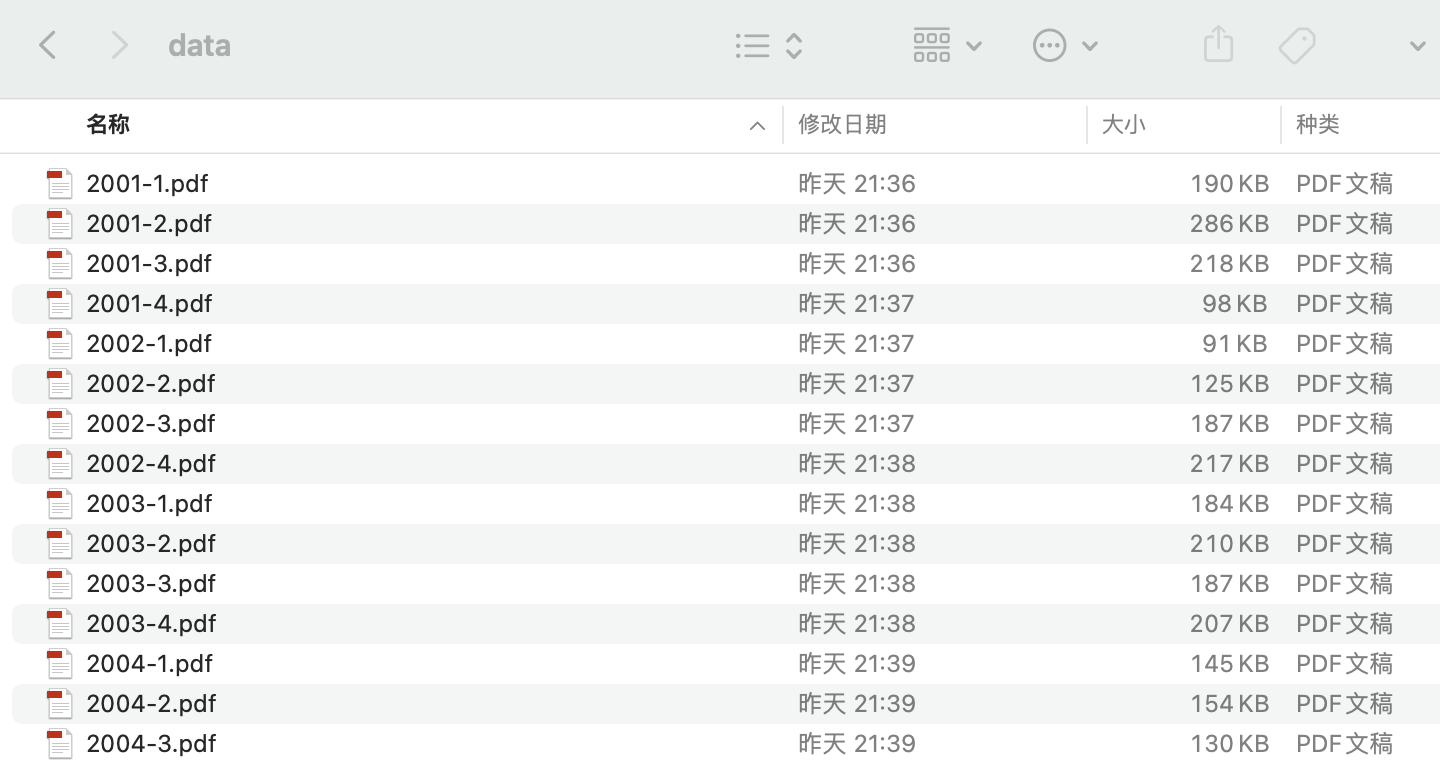 data
名称 修改日期 大小 种类
2001-1.pdf 昨天 21:36 190 KB PDF文稿
2001-2.pdf 昨天 21:36 286 KB PDF文稿
2001-3.pdf 昨天 21:36 218 KB PDF文稿
2001-4.pdf 昨天 21:37 98 KB PDF文稿
2002-1.pdf 昨天 21:37 91 KB PDF文稿
2002-2.pdf 昨天 21:37 125 KB PDF文稿
2002-3.pdf 昨天 21:37 187 KB PDF文稿
2002-4.pdf 昨天 21:38 217 KB PDF文稿
2003-1.pdf 昨天 21:38 184 KB PDF文稿
2003-2.pdf 昨天 21:38 210 KB PDF文稿
2003-3.pdf 昨天 21:38 187 KB PDF文稿
2003-4.pdf 昨天 21:38 207 KB PDF文稿
2004-1.pdf 昨天 21:39 145 KB PDF文稿
2004-2.pdf 昨天 21:39 154 KB PDF文稿
2004-3.pdf 昨天 21:39 130 KB PDF文稿